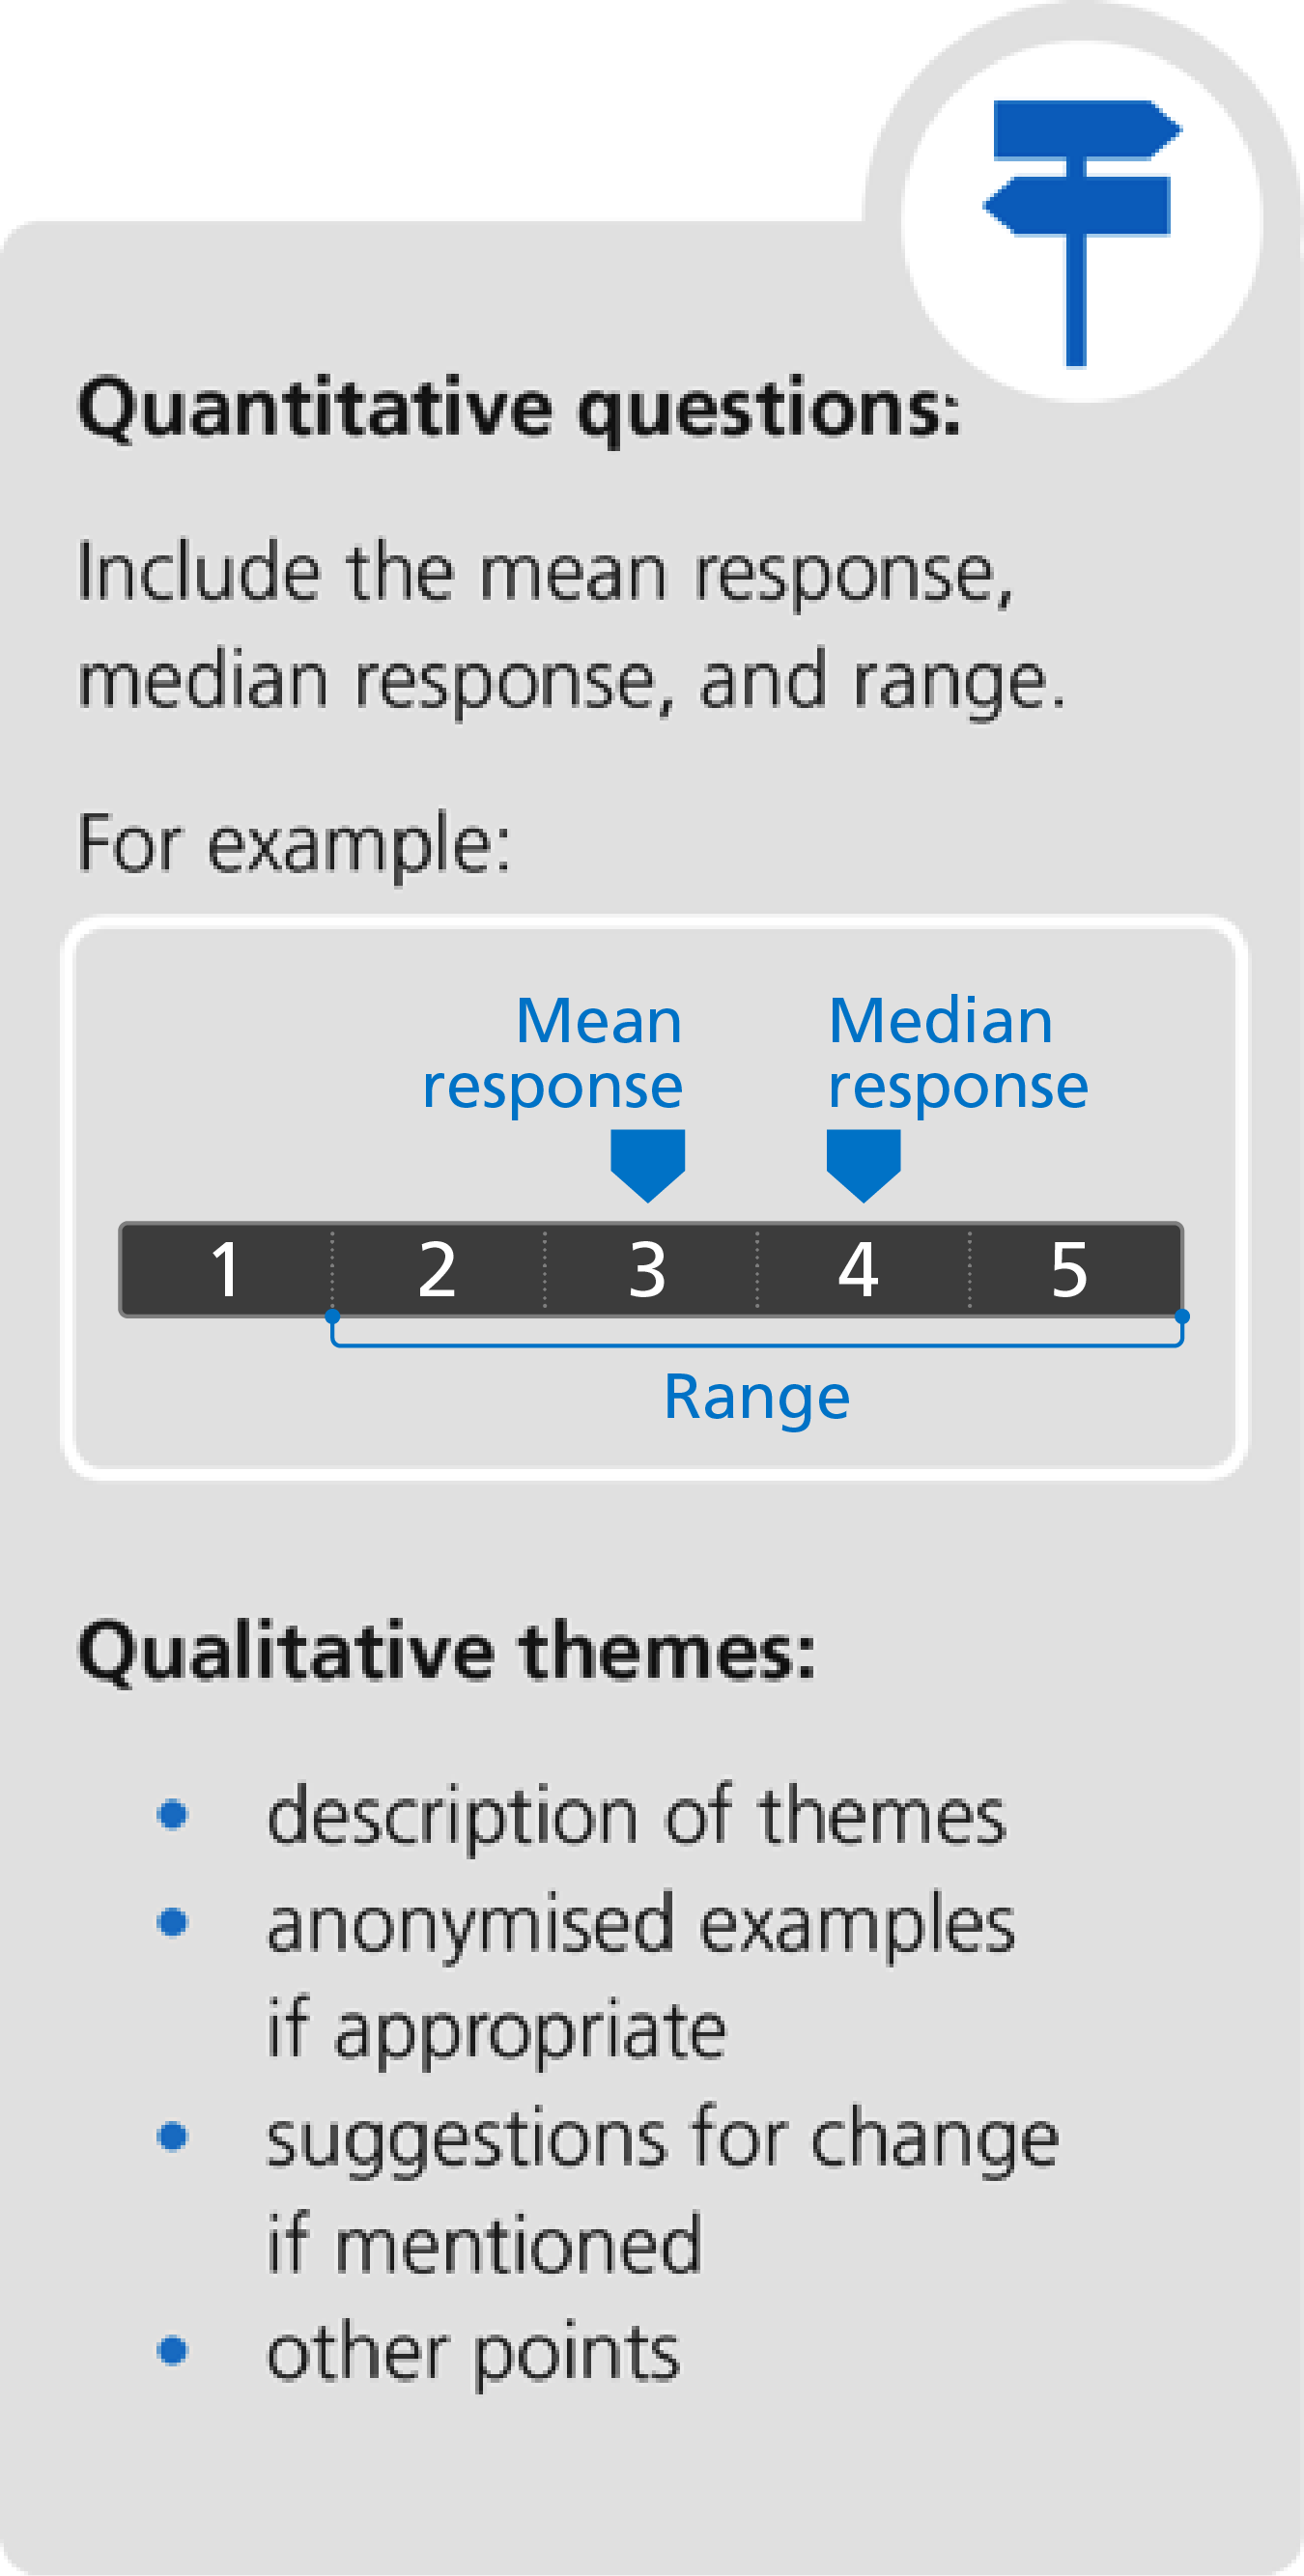 Quantitative questions:
Include the mean response,
median response, and range.
For example:
Mean
response
Median
response
1 2 3 4 5
Range
Qualitative themes:
• description of themes
• anonymised examples
if appropriate
• suggestions for change
if mentioned
• other points